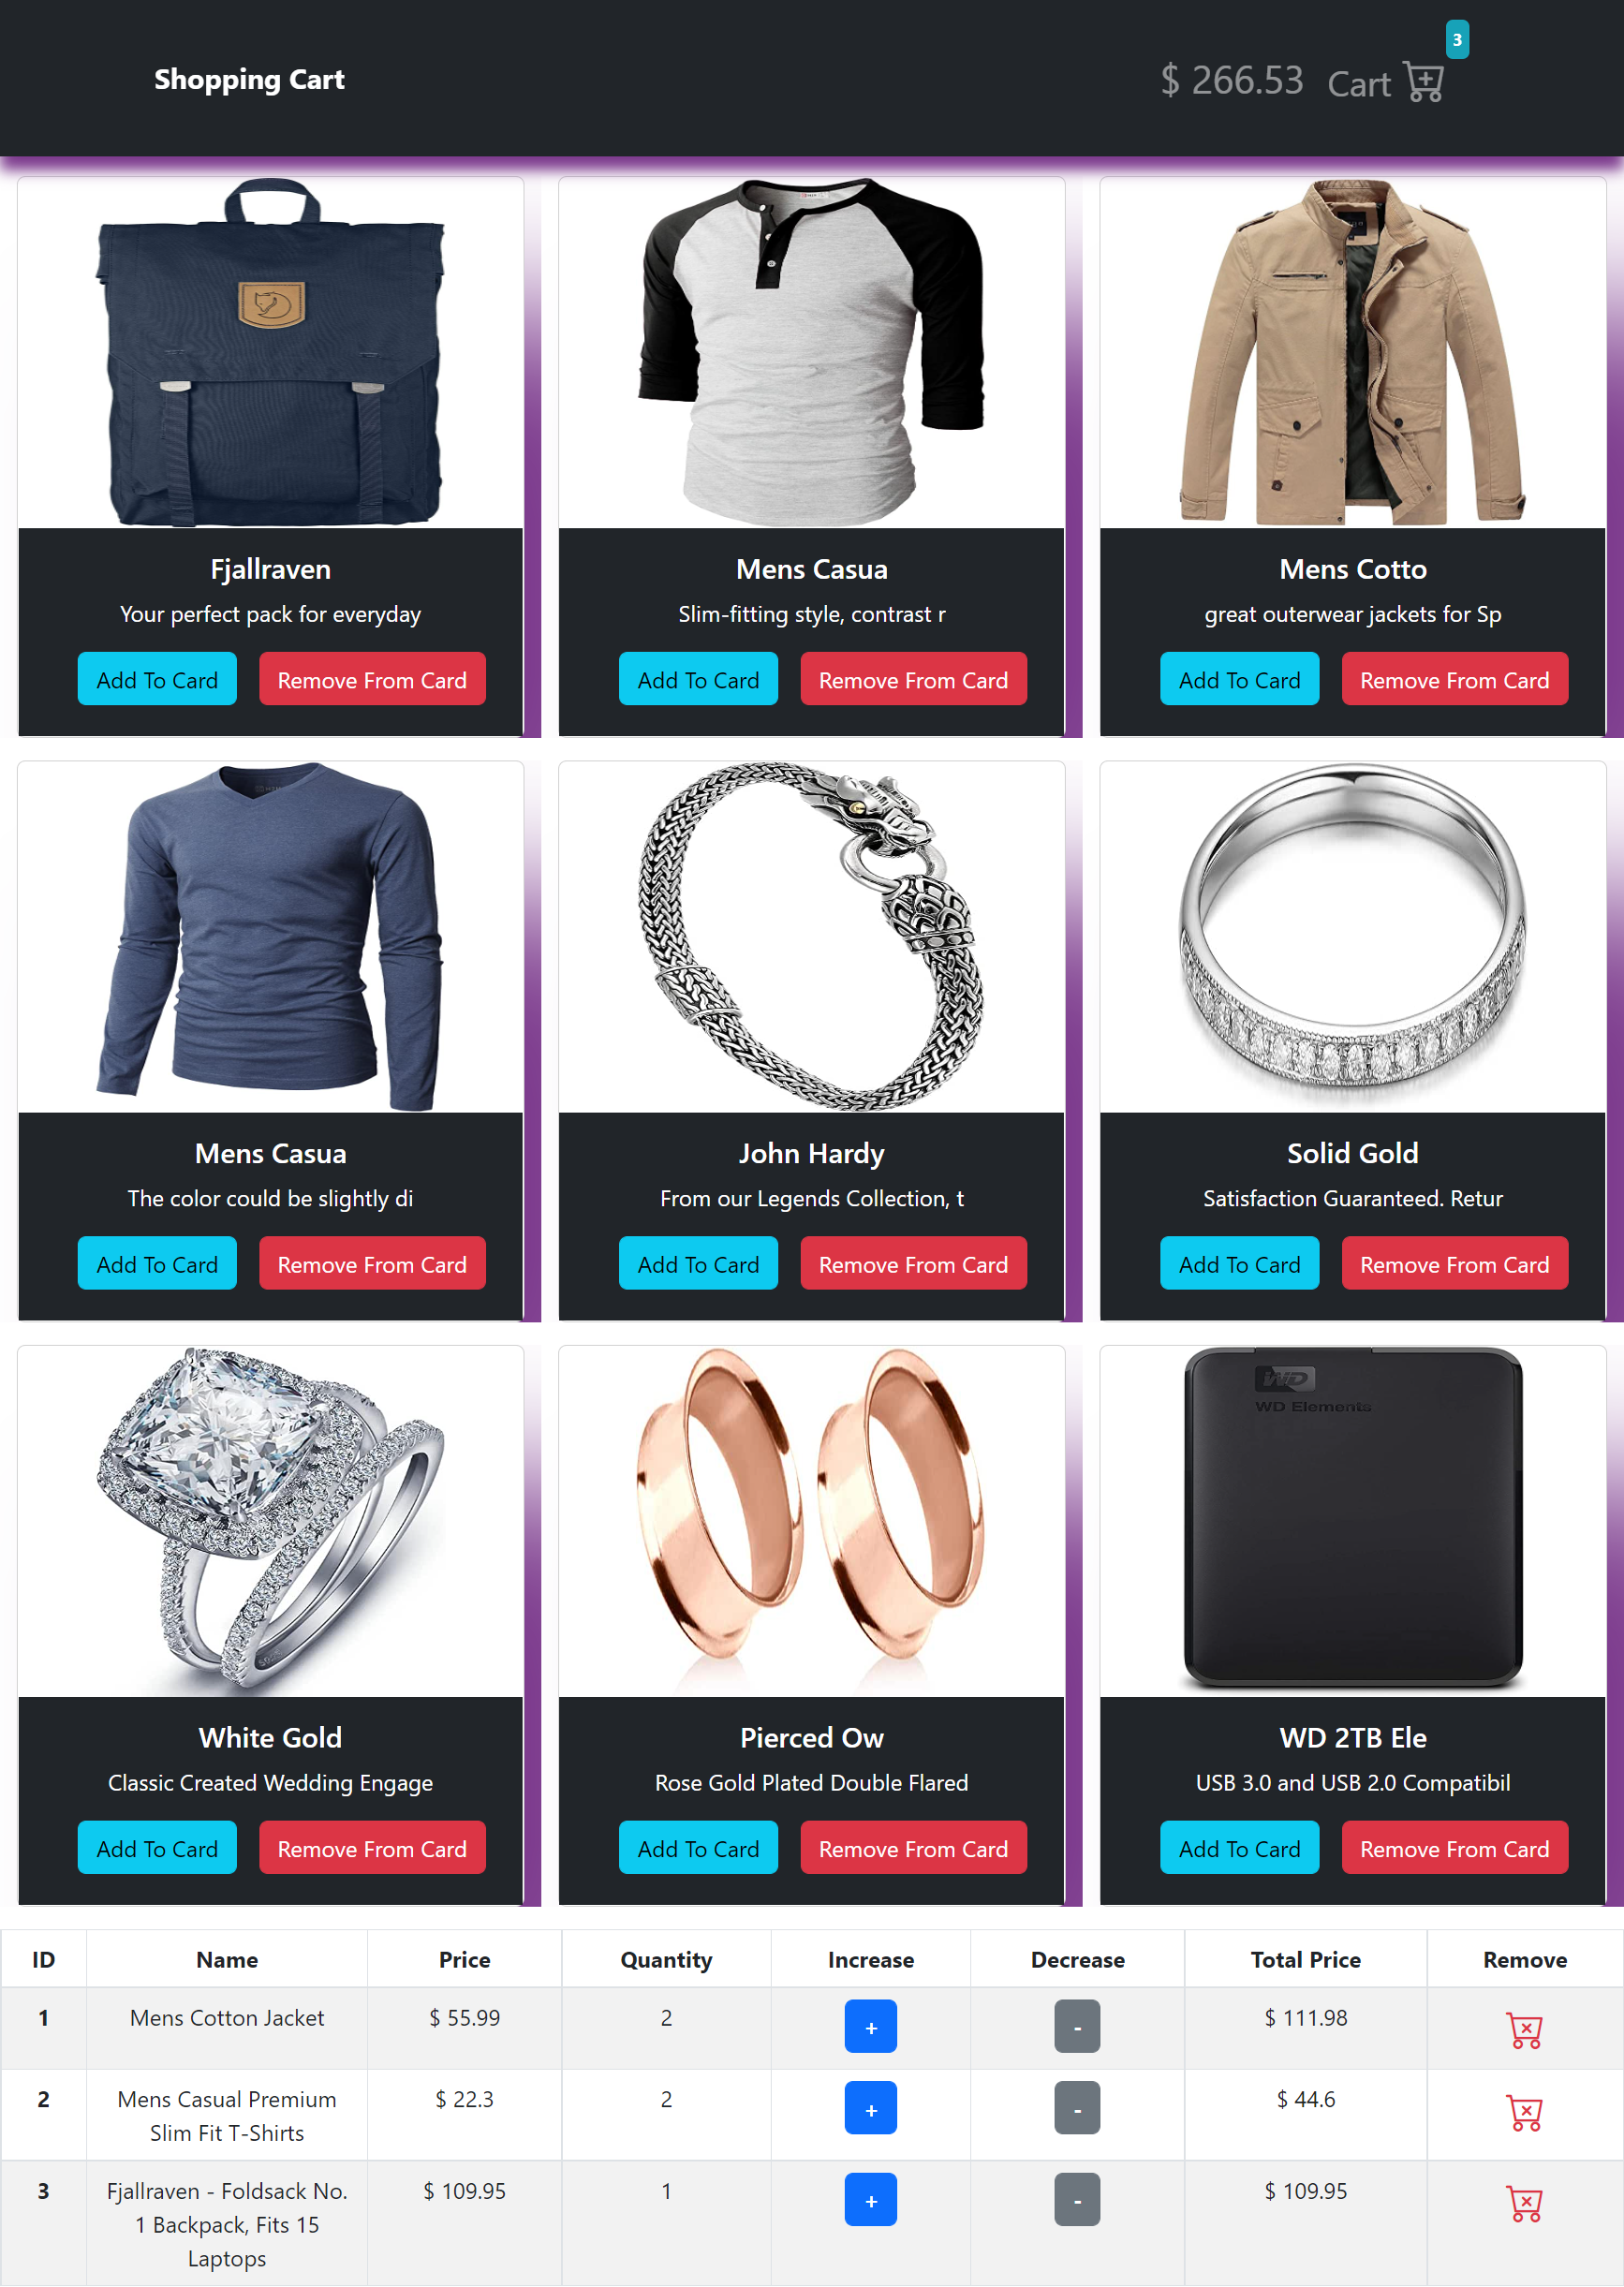 Shopping Cart
$ 266.53 Cart
3
Fjallraven
Your perfect pack for everyday
Add To Card Remove From Card
Mens Casua
Slim-fitting style, contrast r
Add To Card Remove From Card
Mens Cotto
great outerwear jackets for Sp
Add To Card Remove From Card
Mens Casua
The color could be slightly di
Add To Card Remove From Card
John Hardy
From our Legends Collection, t
Add To Card Remove From Card
Solid Gold
Satisfaction Guaranteed. Retur
Add To Card Remove From Card
White Gold
Classic Created Wedding Engage
Add To Card Remove From Card
Pierced Ow
Rose Gold Plated Double Flared
Add To Card Remove From Card
WD
WD Elements
WD 2TB Ele
USB 3.0 and USB 2.0 Compatibil
Add To Card Remove From Card
ID Name Price Quantity Increase Decrease Total Price Remove
1 Mens Cotton Jacket $ 55.99 2 + - $ 111.98
2 Mens Casual Premium $ 22.3 2 + - $ 44.6
Slim Fit T-Shirts
3 Fjallraven - Foldsack No. $ 109.95 1 + - $ 109.95
1 Backpack, Fits 15
Laptops